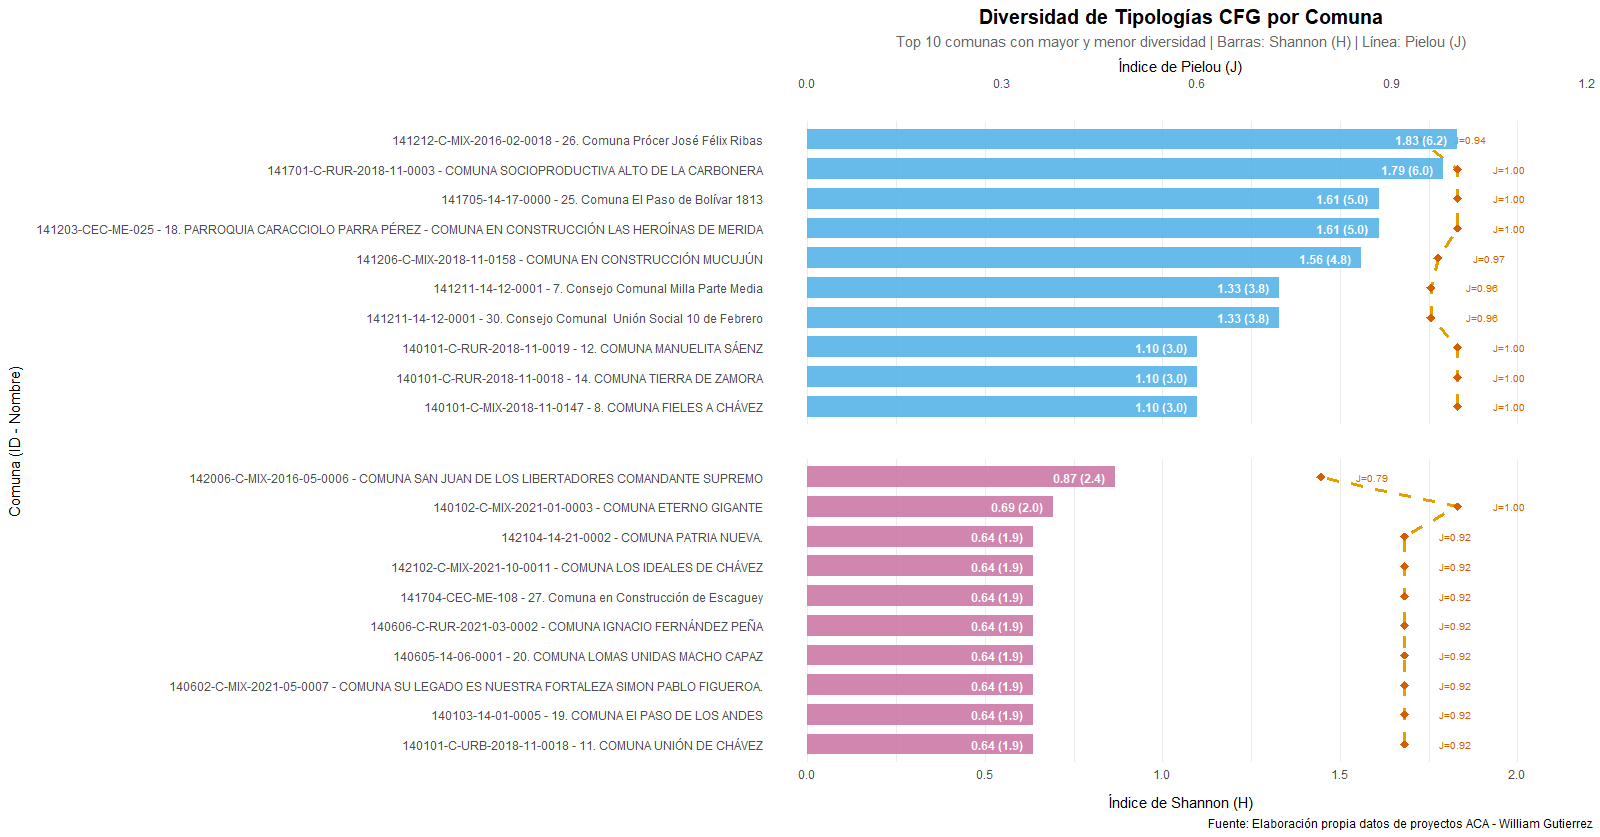 Diversidad de Tipologías CFG por Comuna
Top 10 comunas con mayor y menor diversidad | Barras: Shannon (H) | Línea: Pielou (J)
Índice de Pielou (J)
0.0 0.3 0.6 0.9 1.2
Comuna (ID - Nombre)
141212-C-MIX-2016-02-0018 - 26. Comuna Prócer José Félix Ribas 1.83 (6.2) J=0.94
141701-C-RUR-2018-11-0003 - COMUNA SOCIOPRODUCTIVA ALTO DE LA CARBONERA 1.79 (6.0) J=1.00
141705-14-17-0000 - 25. Comuna El Paso de Bolívar 1813 1.61 (5.0) J=1.00
141203-CEC-ME-025 - 18. PARROQUIA CARACCIOLO PARRA PÉREZ - COMUNA EN CONSTRUCCIÓN LAS HEROÍNAS DE MERIDA 1.61 (5.0) J=1.00
141206-C-MIX-2018-11-0158 - COMUNA EN CONSTRUCCIÓN MUCUJÚN 1.56 (4.8) J=0.97
141211-14-12-0001 - 7. Consejo Comunal Milla Parte Media 1.33 (3.8) J=0.96
141211-14-12-0001 - 30. Consejo Comunal  Unión Social 10 de Febrero 1.33 (3.8) J=0.96
140101-C-RUR-2018-11-0019 - 12. COMUNA MANUELITA SÁENZ 1.10 (3.0) J=1.00
140101-C-RUR-2018-11-0018 - 14. COMUNA TIERRA DE ZAMORA 1.10 (3.0) J=1.00
140101-C-MIX-2018-11-0147 - 8. COMUNA FIELES A CHÁVEZ 1.10 (3.0) J=1.00
142006-C-MIX-2016-05-0006 - COMUNA SAN JUAN DE LOS LIBERTADORES COMANDANTE SUPREMO 0.87 (2.4) J=0.79
140102-C-MIX-2021-01-0003 - COMUNA ETERNO GIGANTE 0.69 (2.0) J=1.00
142104-14-21-0002 - COMUNA PATRIA NUEVA. 0.64 (1.9) J=0.92
142102-C-MIX-2021-10-0011 - COMUNA LOS IDEALES DE CHÁVEZ 0.64 (1.9) J=0.92
141704-CEC-ME-108 - 27. Comuna en Construcción de Escaguey 0.64 (1.9) J=0.92
140606-C-RUR-2021-03-0002 - COMUNA IGNACIO FERNÁNDEZ PEÑA 0.64 (1.9) J=0.92
140605-14-06-0001 - 20. COMUNA LOMAS UNIDAS MACHO CAPAZ 0.64 (1.9) J=0.92
140602-C-MIX-2021-05-0007 - COMUNA SU LEGADO ES NUESTRA FORTALEZA SIMON PABLO FIGUEROA. 0.64 (1.9) J=0.92
140103-14-01-0005 - 19. COMUNA El PASO DE LOS ANDES 0.64 (1.9) J=0.92
140101-C-URB-2018-11-0018 - 11. COMUNA UNIÓN DE CHÁVEZ 0.64 (1.9) J=0.92
0.0 0.5 1.0 1.5 2.0
Índice de Shannon (H)
Fuente: Elaboración propia datos de proyectos ACA - William Gutierrez